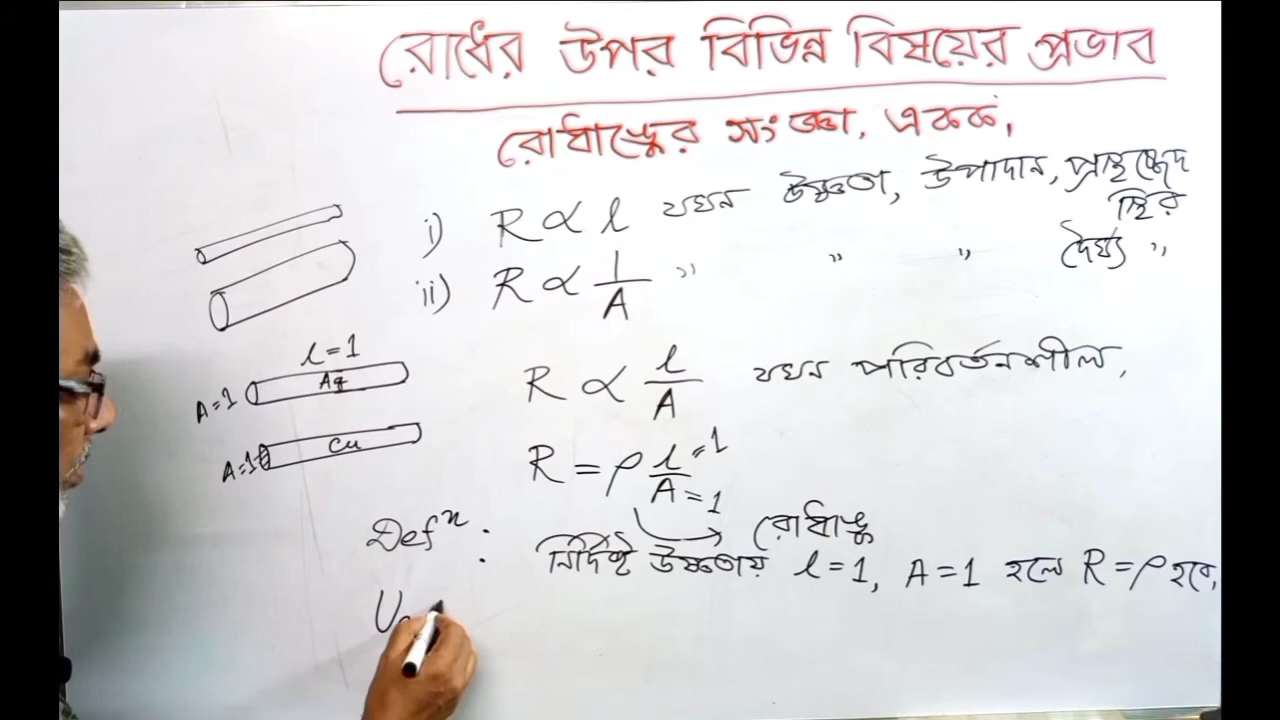 রোধের উপর বিভিন্ন বিষয়ের প্রভাব
রোধাঙ্কের সংজ্ঞা, একক,
i) R ∝ l যখন উষ্ণতা, উপাদান, প্রস্থচ্ছেদ স্থির
ii) R ∝ 1/A " " " দৈর্ঘ্য "
l = 1
A = 1 Ag
R ∝ l/A যখন পরিবর্তনশীল,
A = 1 Cu
R = ρ l/A = 1 = 1
রোধাঙ্ক
Defⁿ : নির্দিষ্ট উষ্ণতায় l = 1, A = 1 হলে R = ρ হবে,